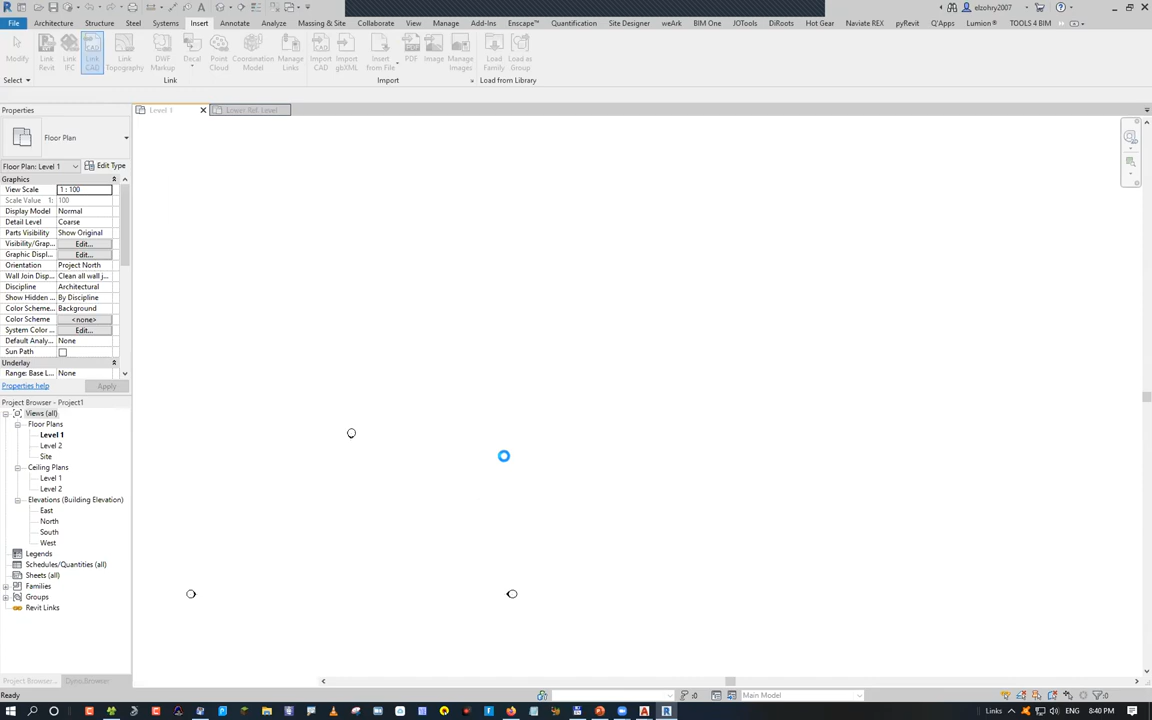 elzohry2007
File Architecture Structure Steel Systems Insert Annotate Analyze Massing & Site Collaborate View Manage Add-Ins Enscape™ Quantification Site Designer weArk BIM One JOTools DiRoots Hot Gear Naviate REX pyRevit Q'Apps Lumion® TOOLS 4 BIM
Modify Link Revit Link IFC Link CAD Link Topography DWF Markup Decal Point Cloud Coordination Model Manage Links Import CAD Import gbXML Insert from File PDF Image Manage Images Load Family Load as Group
Select Link Import Load from Library
Properties Level 1 Lower Ref. Level
Floor Plan
Floor Plan: Level 1 Edit Type
Graphics
View Scale 1 : 100
Scale Value 1: 100
Display Model Normal
Detail Level Coarse
Parts Visibility Show Original
Visibility/Grap... Edit...
Graphic Displ... Edit...
Orientation Project North
Wall Join Disp... Clean all wall j...
Discipline Architectural
Show Hidden ... By Discipline
Color Scheme... Background
Color Scheme <none>
System Color ... Edit...
Default Analy... None
Sun Path
Underlay
Range: Base L... None
Properties help Apply
Project Browser - Project1
Views (all)
Floor Plans
Level 1
Level 2
Site
Ceiling Plans
Level 1
Level 2
Elevations (Building Elevation)
East
North
South
West
Legends
Schedules/Quantities (all)
Sheets (all)
Families
Groups
Revit Links
Project Browser...
Ready :0 Main Model :0
Links ENG 8:40 PM